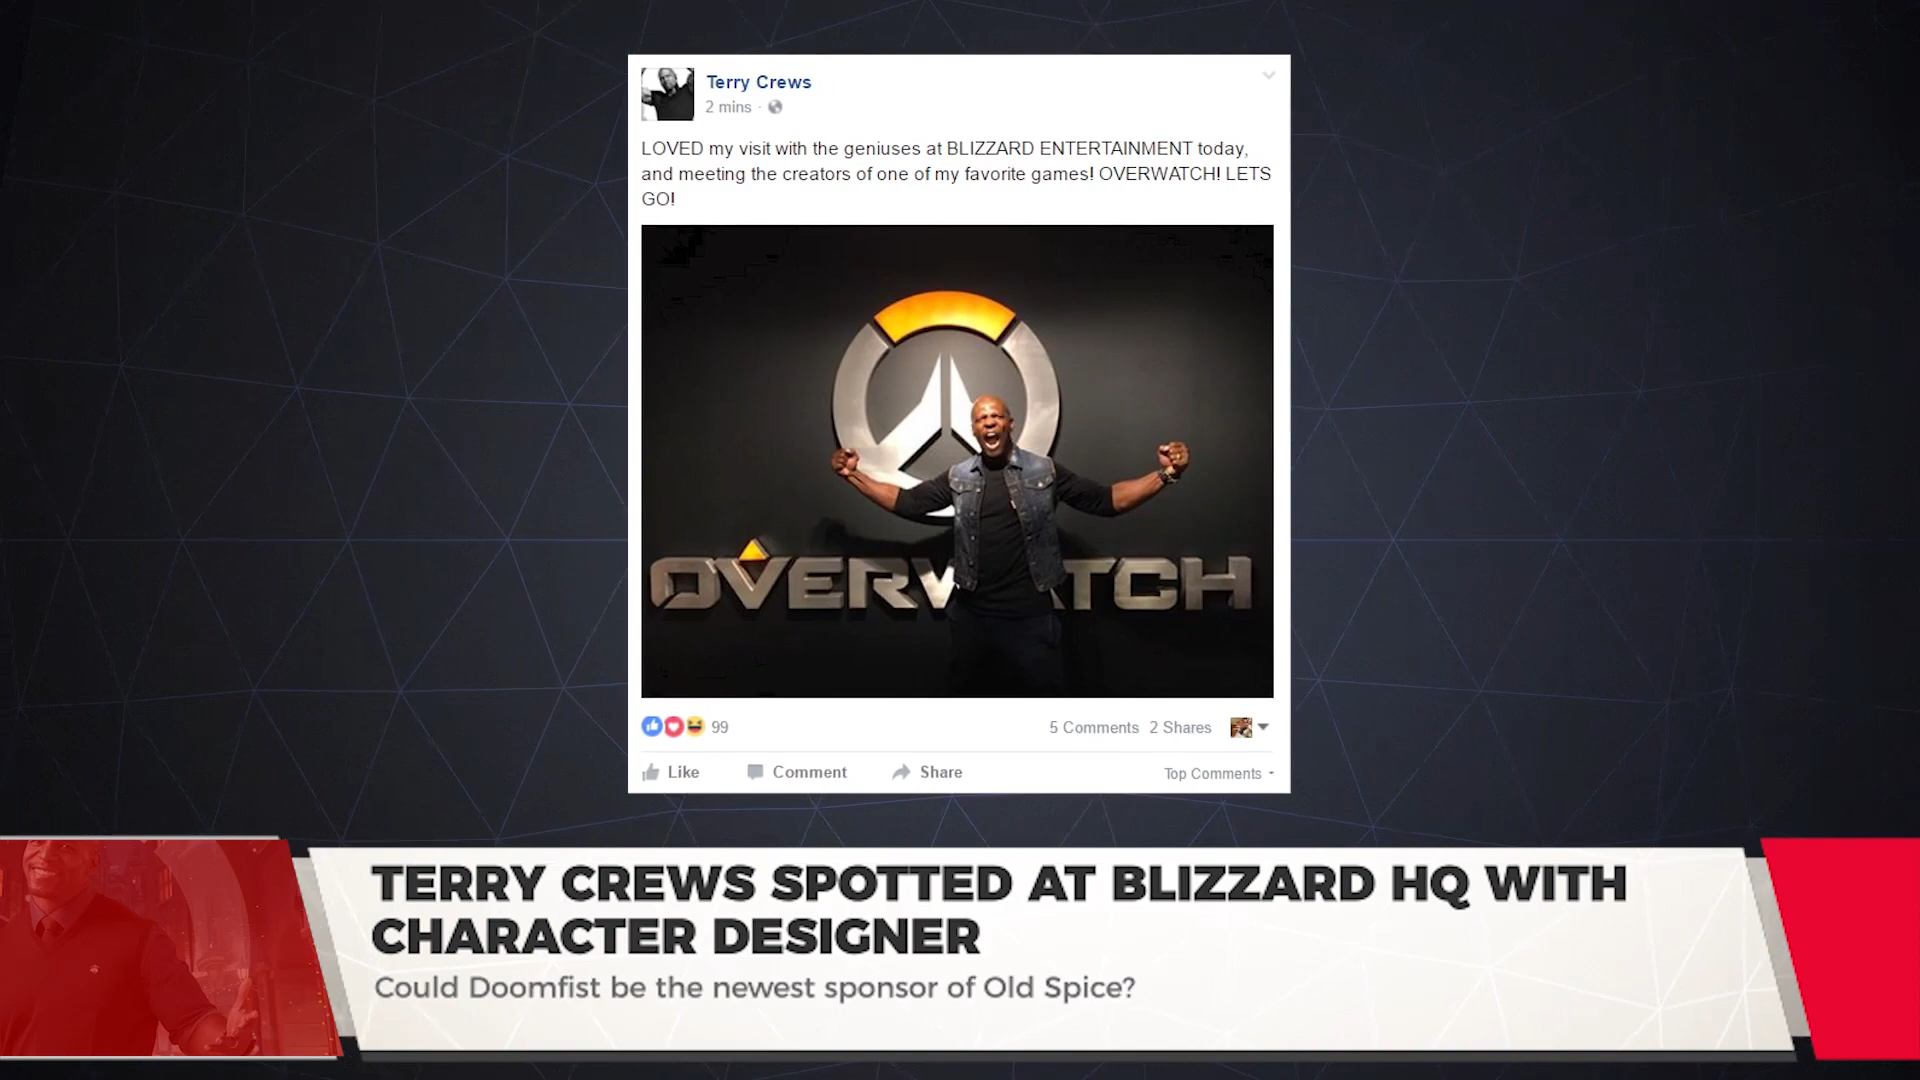 Terry Crews
2 mins ·
LOVED my visit with the geniuses at BLIZZARD ENTERTAINMENT today,
and meeting the creators of one of my favorite games! OVERWATCH! LETS
GO!
OVERWATCH
99
5 Comments 2 Shares
Like Comment Share Top Comments
TERRY CREWS SPOTTED AT BLIZZARD HQ WITH
CHARACTER DESIGNER
Could Doomfist be the newest sponsor of Old Spice?